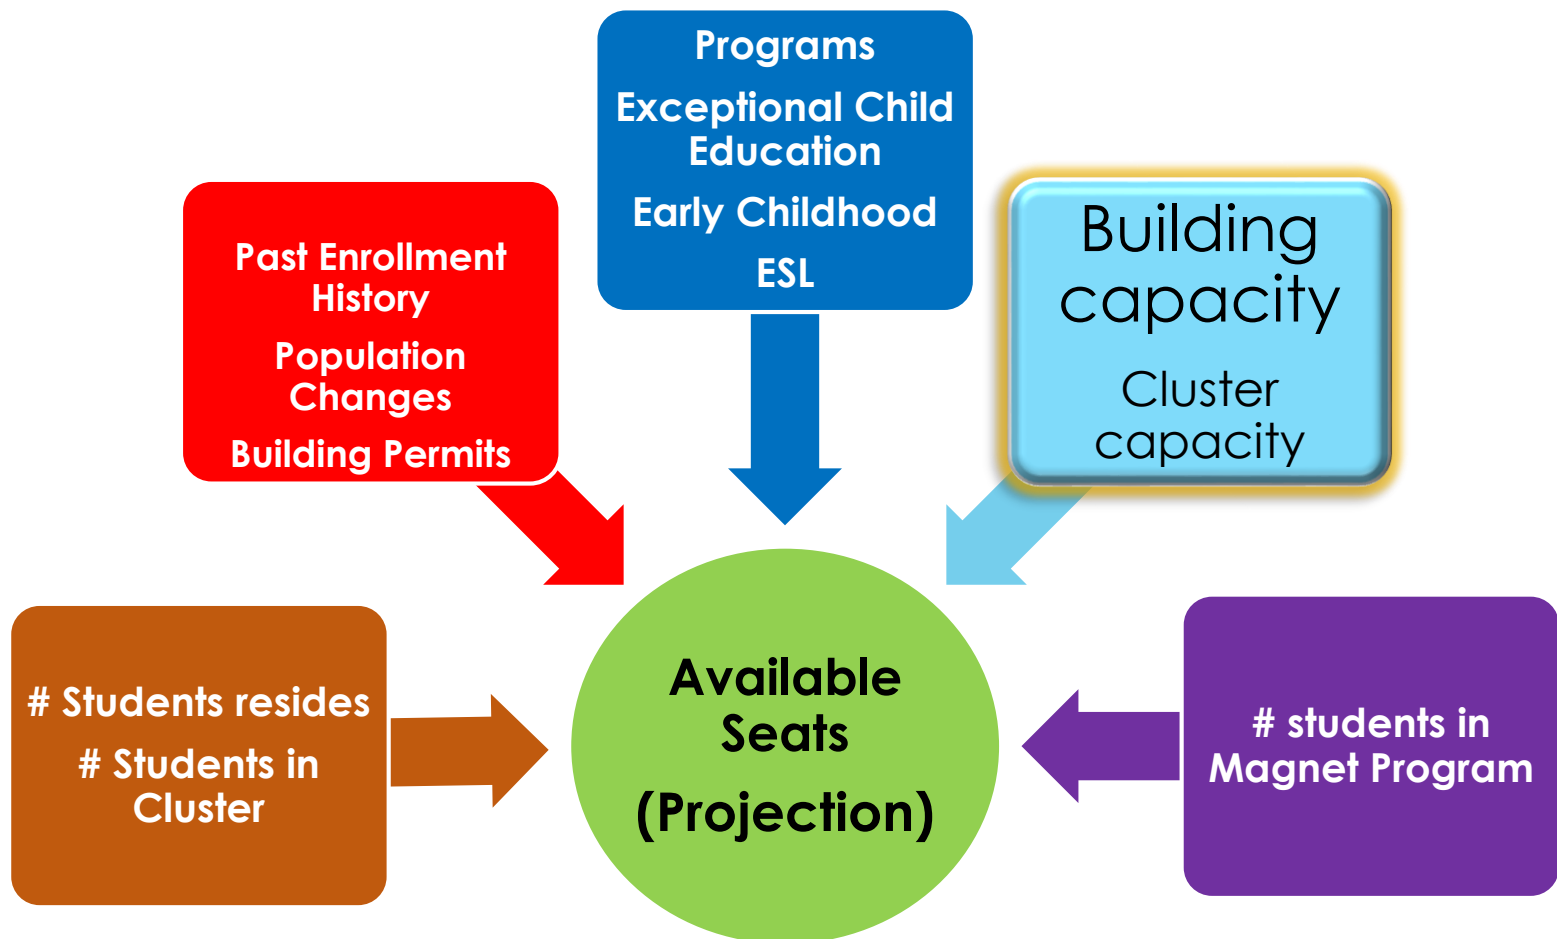 Programs
Exceptional Child
Education
Early Childhood
ESL
Past Enrollment
History
Population
Changes
Building Permits
Building
capacity
Cluster
capacity
# Students resides
# Students in
Cluster
Available
Seats
(Projection)
# students in
Magnet Program